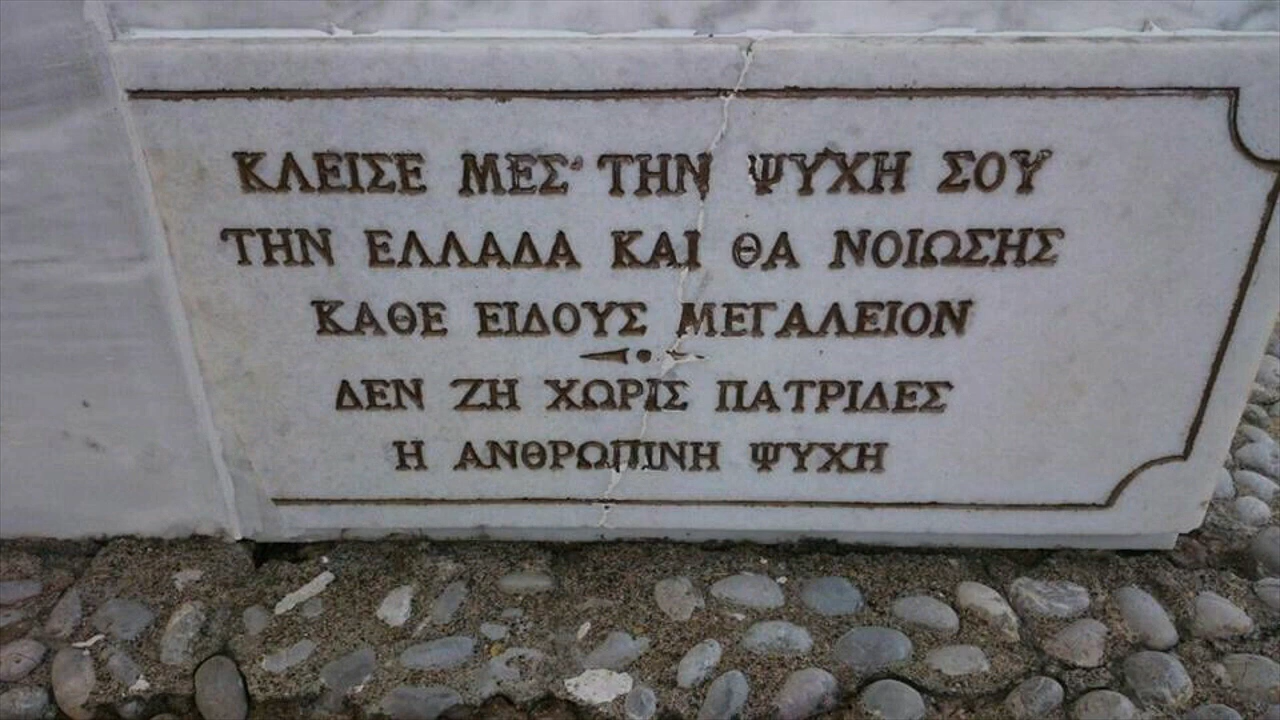 ΚΛΕΙΣΕ ΜΕΣ' ΤΗΝ ΨΥΧΗ ΣΟΥ
ΤΗΝ ΕΛΛΑΔΑ ΚΑΙ ΘΑ ΝΟΙΩΣΗΣ
ΚΑΘΕ ΕΙΔΟΥΣ ΜΕΓΑΛΕΙΟΝ
ΔΕΝ ΖΗ ΧΩΡΙΣ ΠΑΤΡΙΔΕΣ
Η ΑΝΘΡΩΠΙΝΗ ΨΥΧΗ